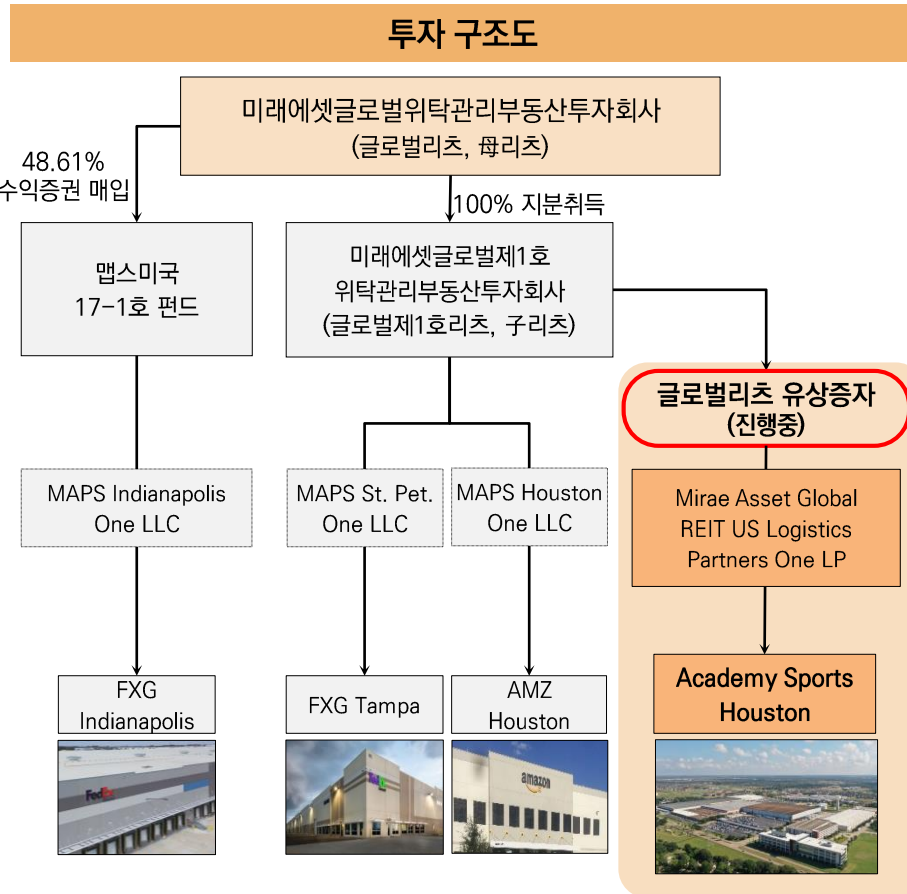 투자 구조도
미래에셋글로벌위탁관리부동산투자회사
(글로벌리츠, 母리츠)
48.61%
수익증권 매입
100% 지분취득
맵스미국
17-1호 펀드
미래에셋글로벌제1호
위탁관리부동산투자회사
(글로벌제1호리츠, 子리츠)
글로벌리츠 유상증자
(진행중)
MAPS Indianapolis
One LLC
MAPS St. Pet.
One LLC
MAPS Houston
One LLC
Mirae Asset Global
REIT US Logistics
Partners One LP
FXG
Indianapolis
FXG Tampa
AMZ
Houston
Academy Sports
Houston
FedEx
amazon